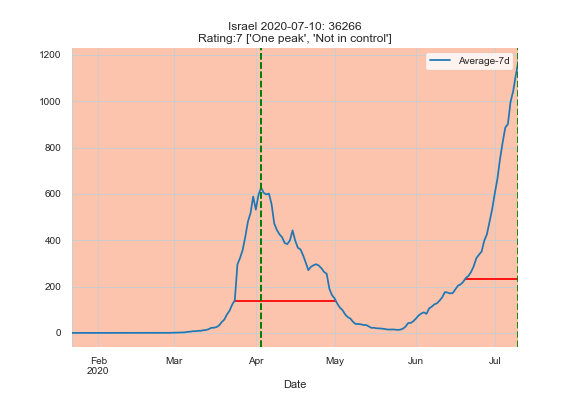 Israel 2020-07-10: 36266
Rating:7 ['One peak', 'Not in control']
Average-7d
1200
1000
800
600
400
200
0
Feb Mar Apr May Jun Jul
2020
Date